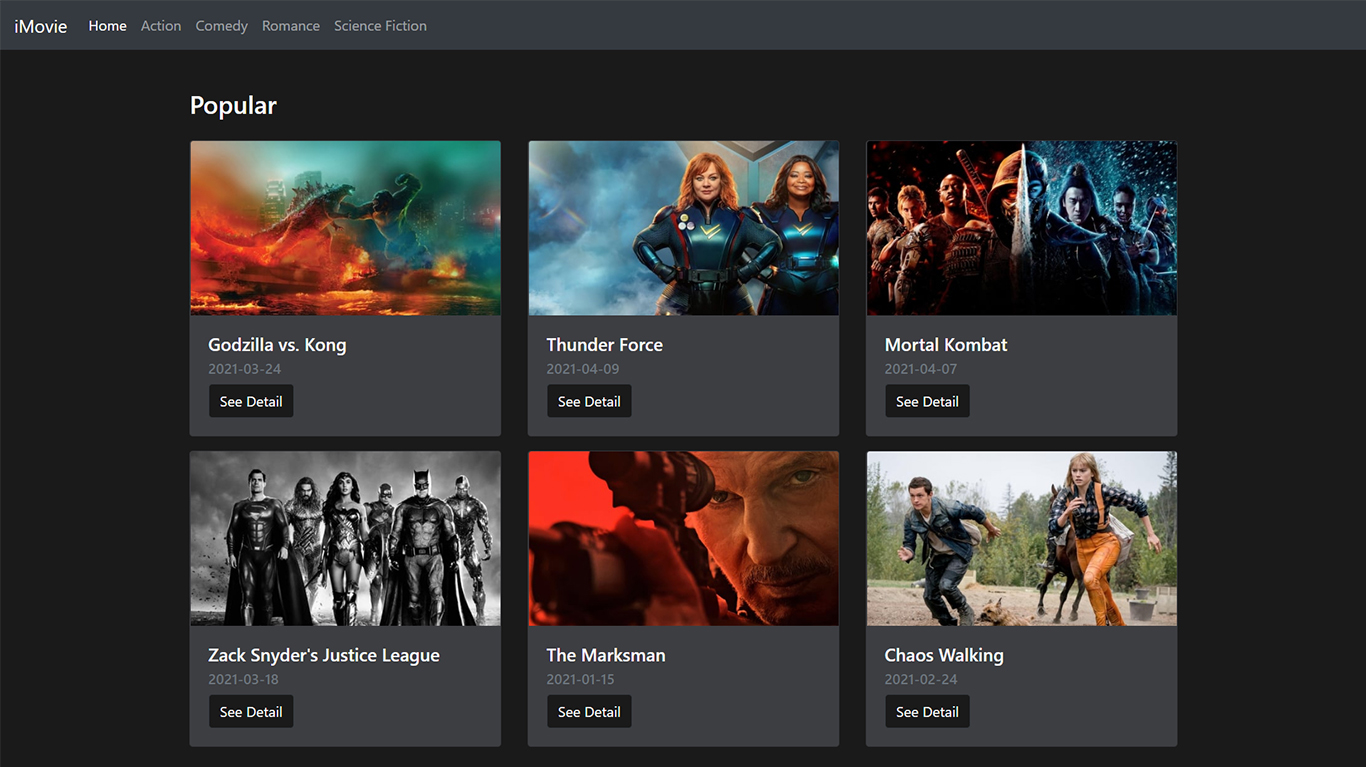 iMovie Home Action Comedy Romance Science Fiction
Popular
Godzilla vs. Kong
2021-03-24
See Detail
Thunder Force
2021-04-09
See Detail
Mortal Kombat
2021-04-07
See Detail
Zack Snyder's Justice League
2021-03-18
See Detail
The Marksman
2021-01-15
See Detail
Chaos Walking
2021-02-24
See Detail